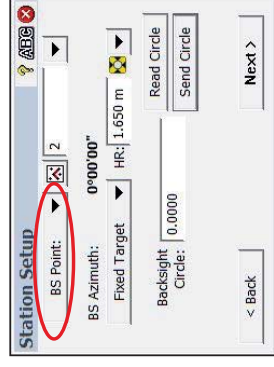 Station Setup ? ABC
BS Point: 2
BS Azimuth: 0°00'00"
Fixed Target HR: 1.650 m
Backsight Circle: 0.0000 Read Circle
Send Circle
< Back Next >